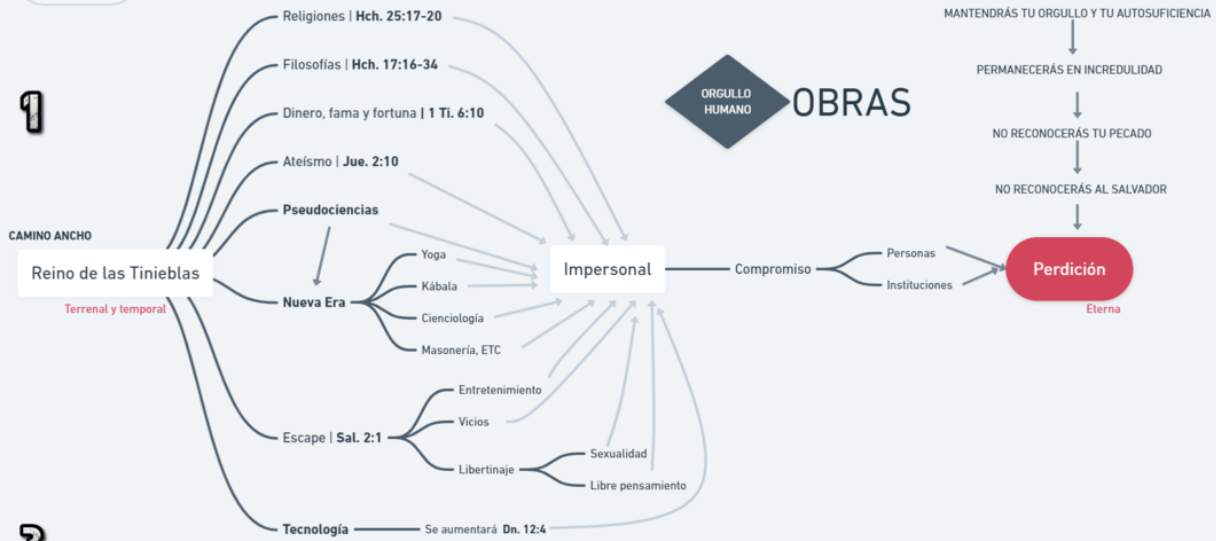 1
CAMINO ANCHO
Reino de las Tinieblas
Terrenal y temporal
Religiones | Hch. 25:17-20
Filosofías | Hch. 17:16-34
Dinero, fama y fortuna | 1 Ti. 6:10
Ateísmo | Jue. 2:10
Pseudociencias
Nueva Era
Yoga
Kábala
Cienciología
Masonería, ETC
Escape | Sal. 2:1
Entretenimiento
Vicios
Libertinaje
Sexualidad
Libre pensamiento
Tecnología
Se aumentará Dn. 12:4
Impersonal
Compromiso
Personas
Instituciones
ORGULLO
HUMANO
OBRAS
MANTENDRÁS TU ORGULLO Y TU AUTOSUFICIENCIA
PERMANECERÁS EN INCREDULIDAD
NO RECONOCERÁS TU PECADO
NO RECONOCERÁS AL SALVADOR
Perdición
Eterna